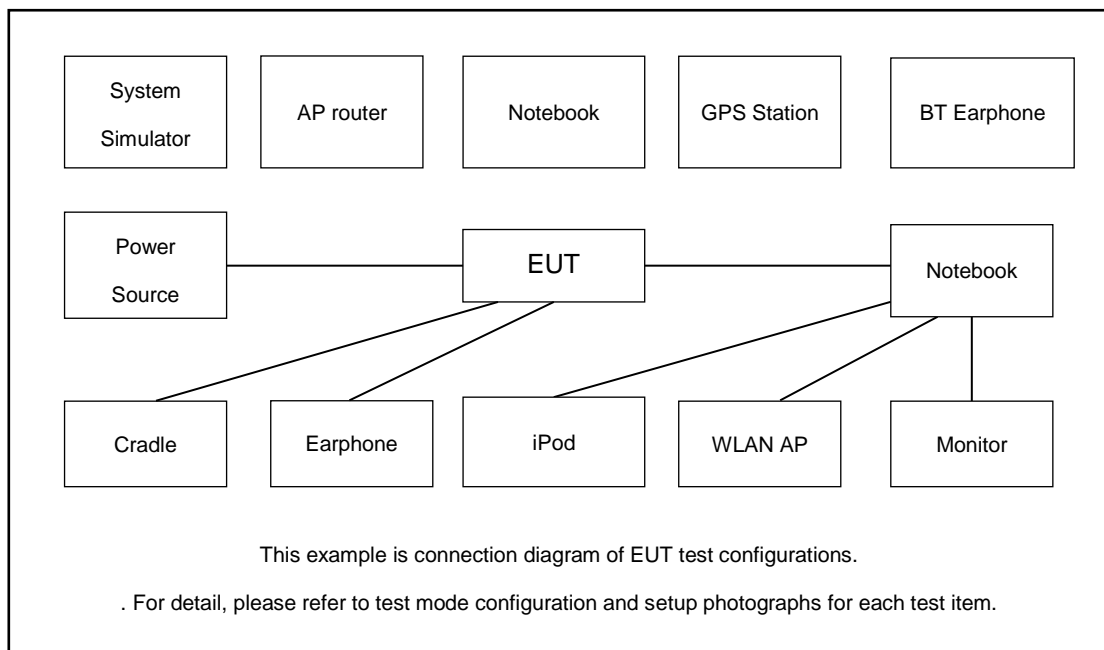 System
Simulator
AP router
Notebook
GPS Station
BT Earphone
Power
Source
EUT
Notebook
Cradle
Earphone
iPod
WLAN AP
Monitor
This example is connection diagram of EUT test configurations.
. For detail, please refer to test mode configuration and setup photographs for each test item.